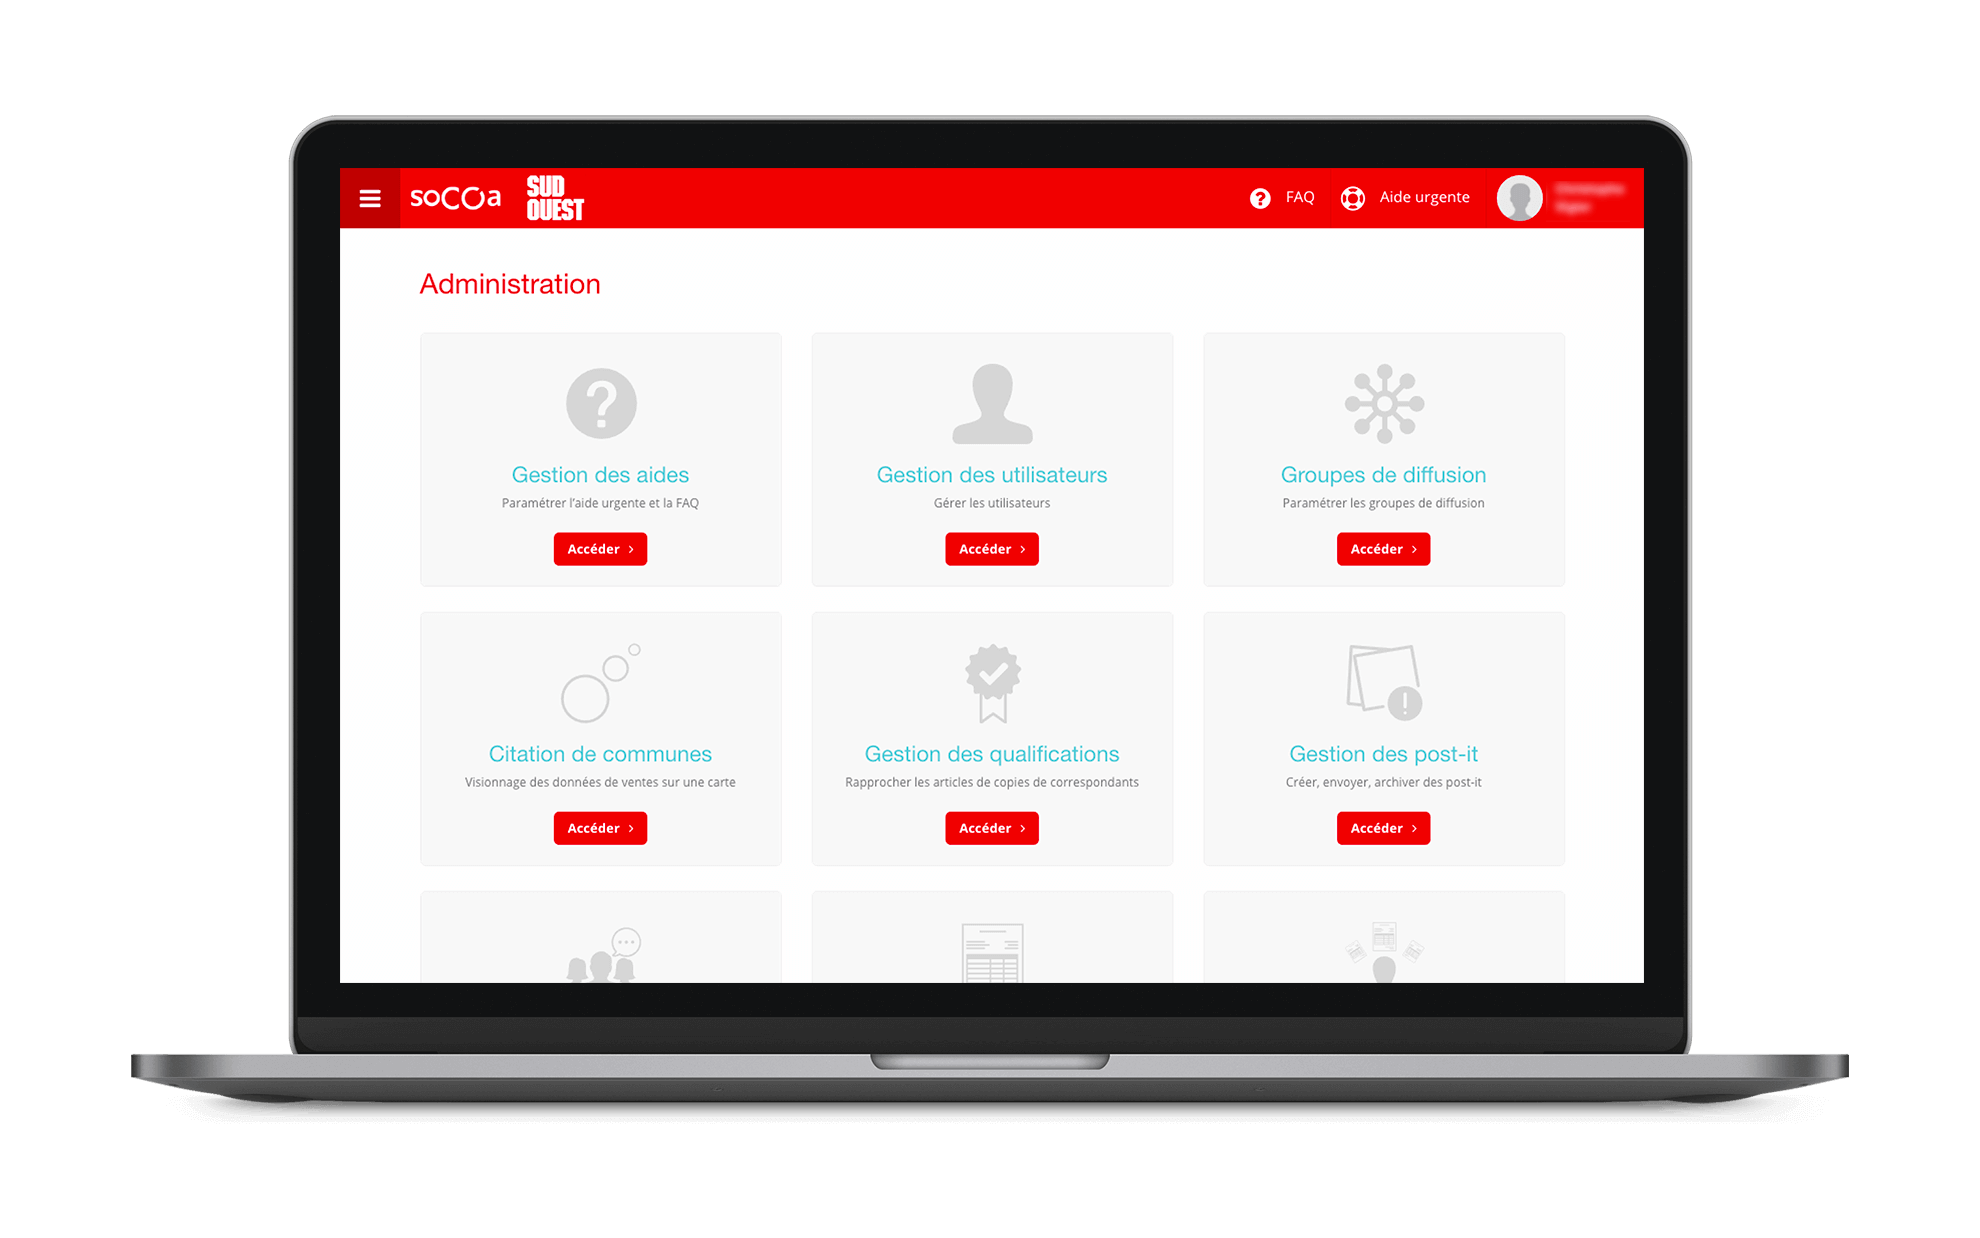 soCOa
SUD
OUEST
FAQ
Aide urgente
Administration
Gestion des aides
Paramétrer l'aide urgente et la FAQ
Accéder
Gestion des utilisateurs
Gérer les utilisateurs
Accéder
Groupes de diffusion
Paramétrer les groupes de diffusion
Accéder
Citation de communes
Visionnage des données de ventes sur une carte
Accéder
Gestion des qualifications
Rapprocher les articles de copies de correspondants
Accéder
Gestion des post-it
Créer, envoyer, archiver des post-it
Accéder